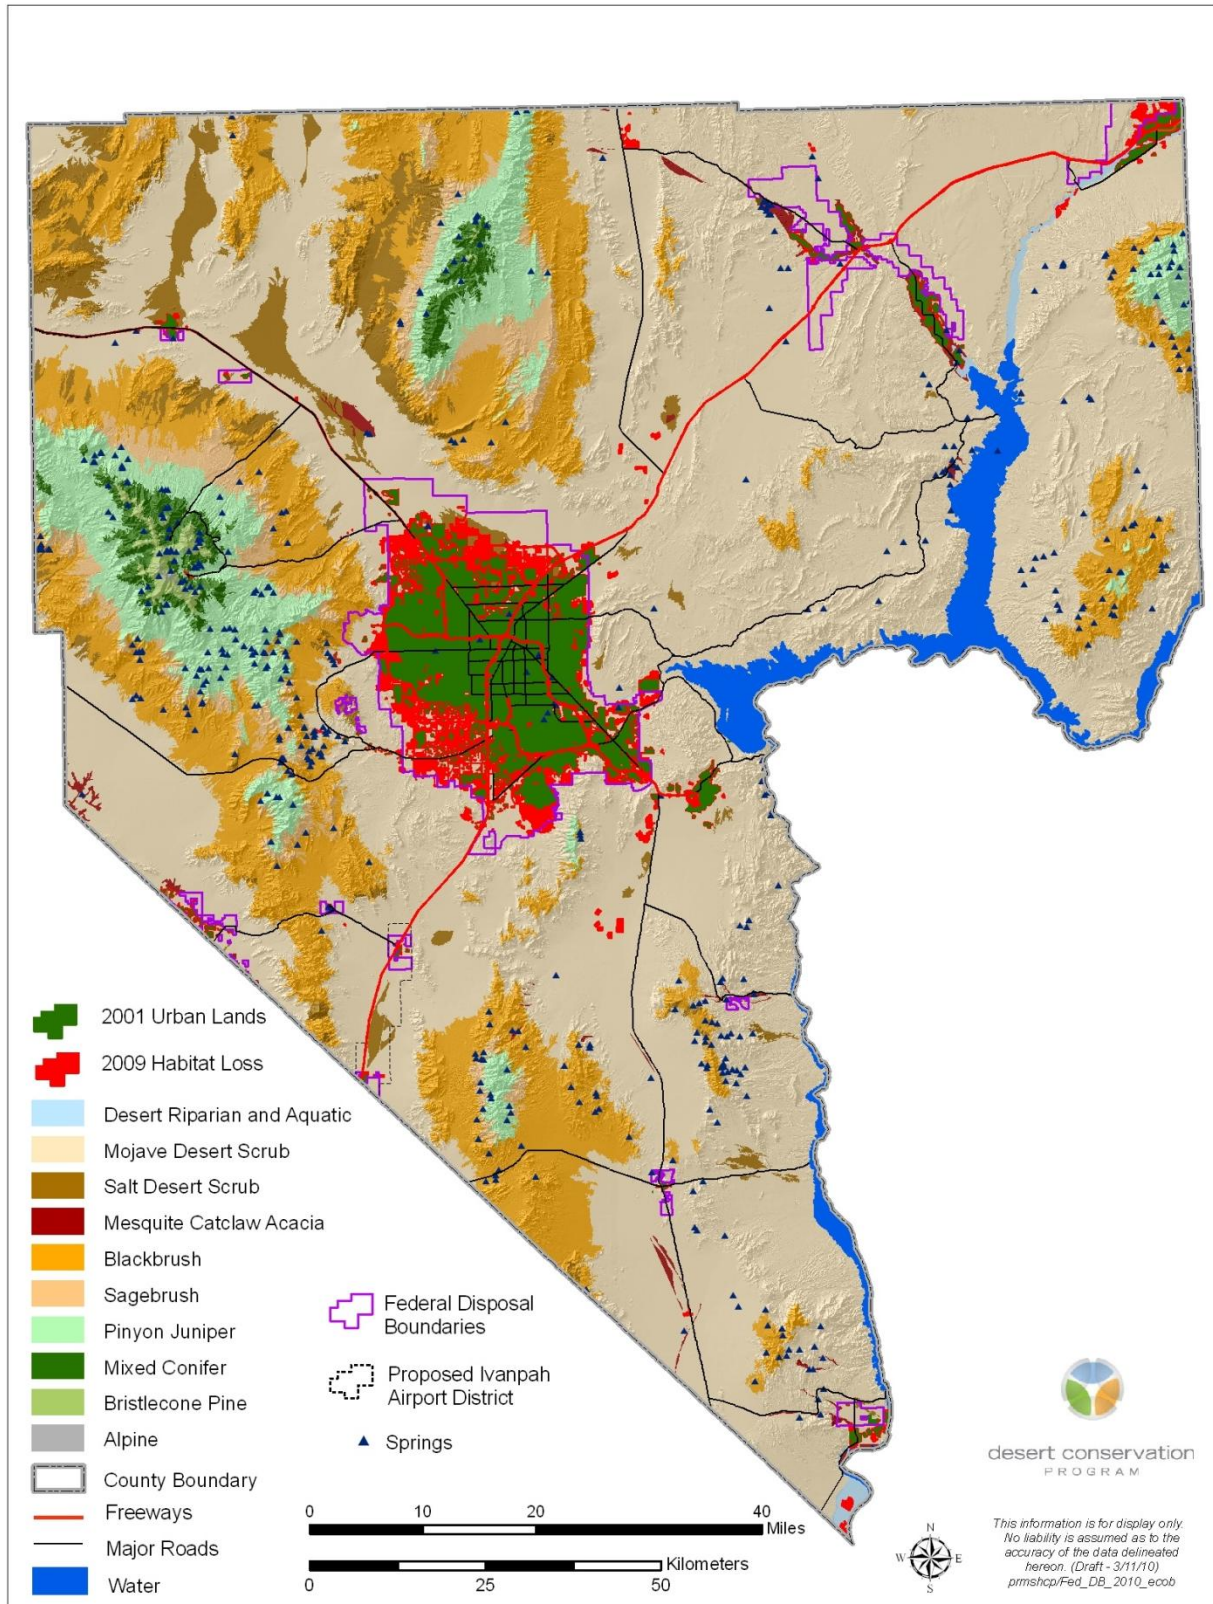 2001 Urban Lands
2009 Habitat Loss
Desert Riparian and Aquatic
Mojave Desert Scrub
Salt Desert Scrub
Mesquite Catclaw Acacia
Blackbrush
Sagebrush
Pinyon Juniper
Mixed Conifer
Bristlecone Pine
Alpine
County Boundary
Freeways
Major Roads
Water
Federal Disposal
Boundaries
Proposed Ivanpah
Airport District
Springs
0 10 20 40
Miles
Kilometers
0 25 50
N
W E
S
desert conservation
PROGRAM
This information is for display only.
No liability is assumed as to the
accuracy of the data delineated
hereon. (Draft - 3/11/10)
prmshcp/Fed_DB_2010_ecob